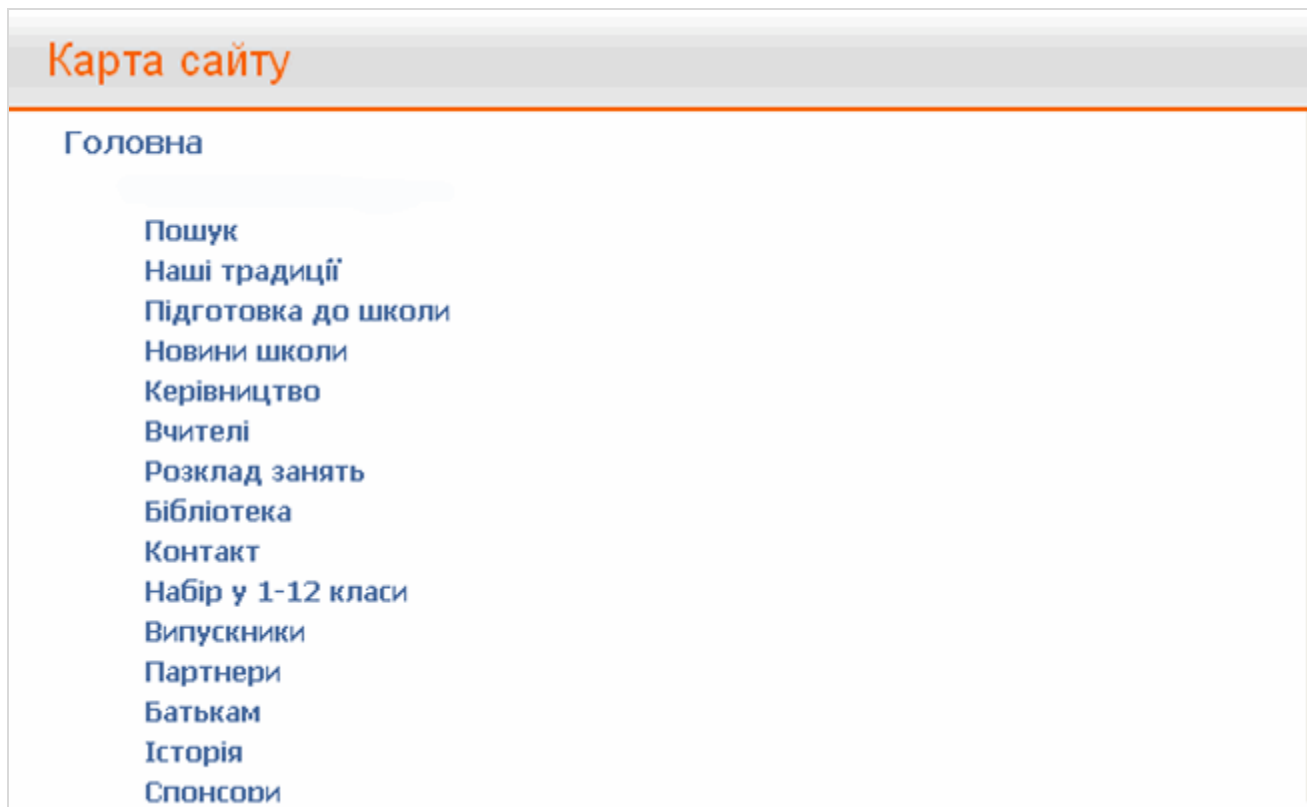 Карта сайту
Головна
Пошук
Наші традиції
Підготовка до школи
Новини школи
Керівництво
Вчителі
Розклад занять
Бібліотека
Контакт
Набір у 1-12 класи
Випускники
Партнери
Батькам
Історія
Спонсори